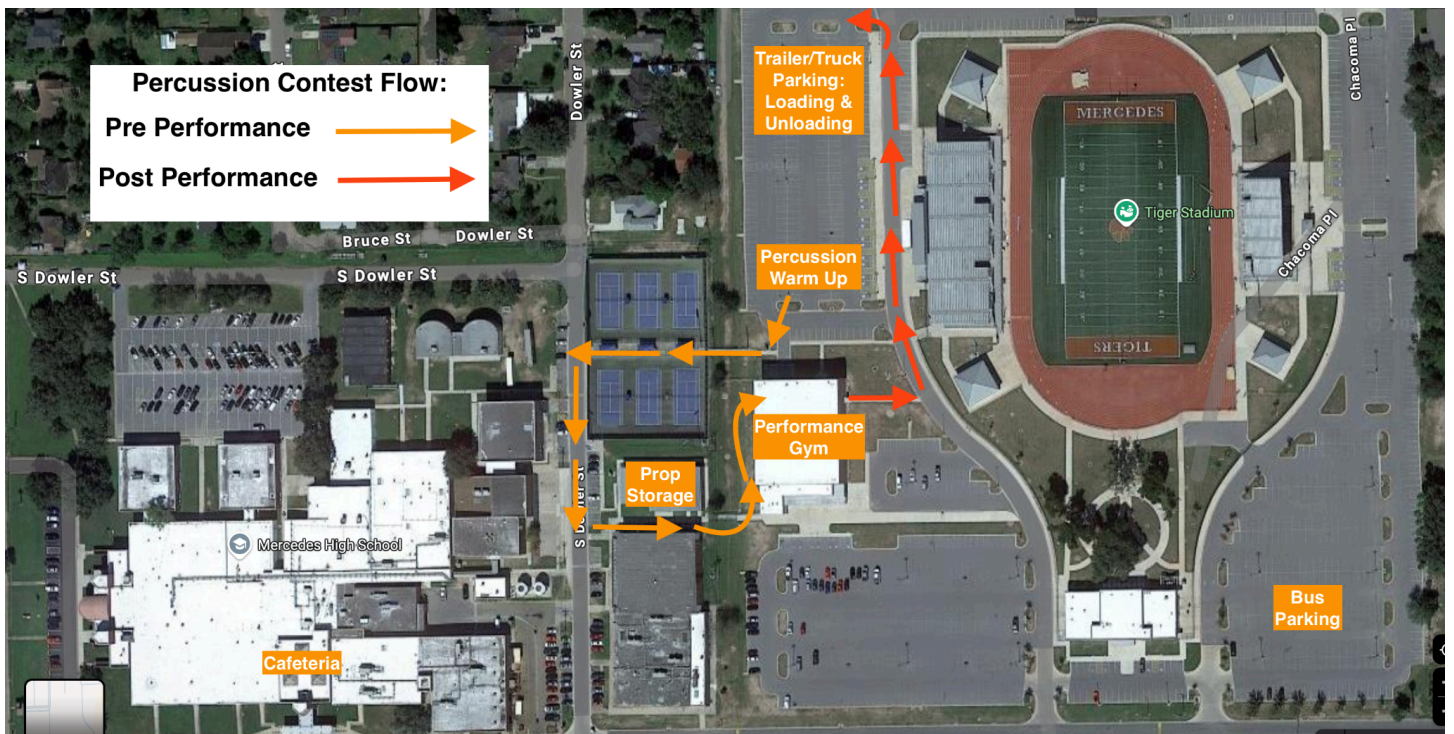 Percussion Contest Flow:
Pre Performance
Post Performance
Trailer/Truck
Parking:
Loading &
Unloading
Chacoma Pl
MERCEDES
Tiger Stadium
TIGERS
Chacoma Pl
Dowler St
Bruce St
Dowler St
S Dowler St
S Dowler St
Percussion
Warm Up
Performance
Gym
Prop
Storage
S Dowler St
Mercedes High School
Cafeteria
Bus
Parking